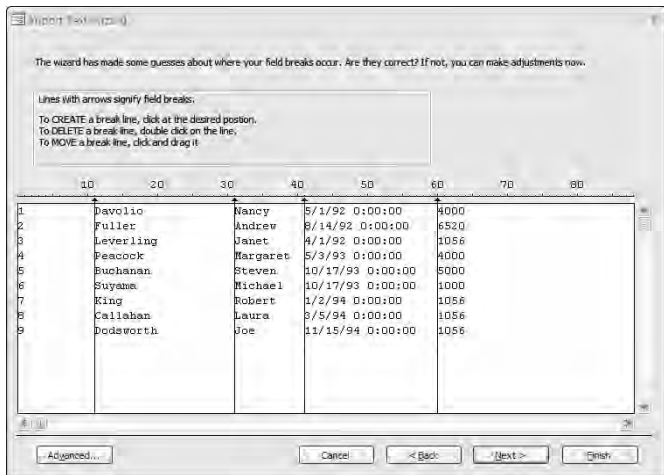 Import Text Wizard
The wizard has made some guesses about where your field breaks occur. Are they correct? If not, you can make adjustments now.
Lines with arrows signify field breaks.
To CREATE a break line, click at the desired position.
To DELETE a break line, double click on the line.
To MOVE a break line, click and drag it
10 20 30 40 50 60 70 80
1 Davolio Nancy 5/1/92 0:00:00 4000
2 Fuller Andrew 8/14/92 0:00:00 6520
3 Leverling Janet 4/1/92 0:00:00 1056
4 Peacock Margaret 5/3/93 0:00:00 4000
5 Buchanan Steven 10/17/93 0:00:00 5000
6 Suyama Michael 10/17/93 0:00:00 1000
7 King Robert 1/2/94 0:00:00 1056
8 Callahan Laura 3/5/94 0:00:00 1056
9 Dodsworth Joe 11/15/94 0:00:00 1056
Advanced... Cancel < Back Next > Finish